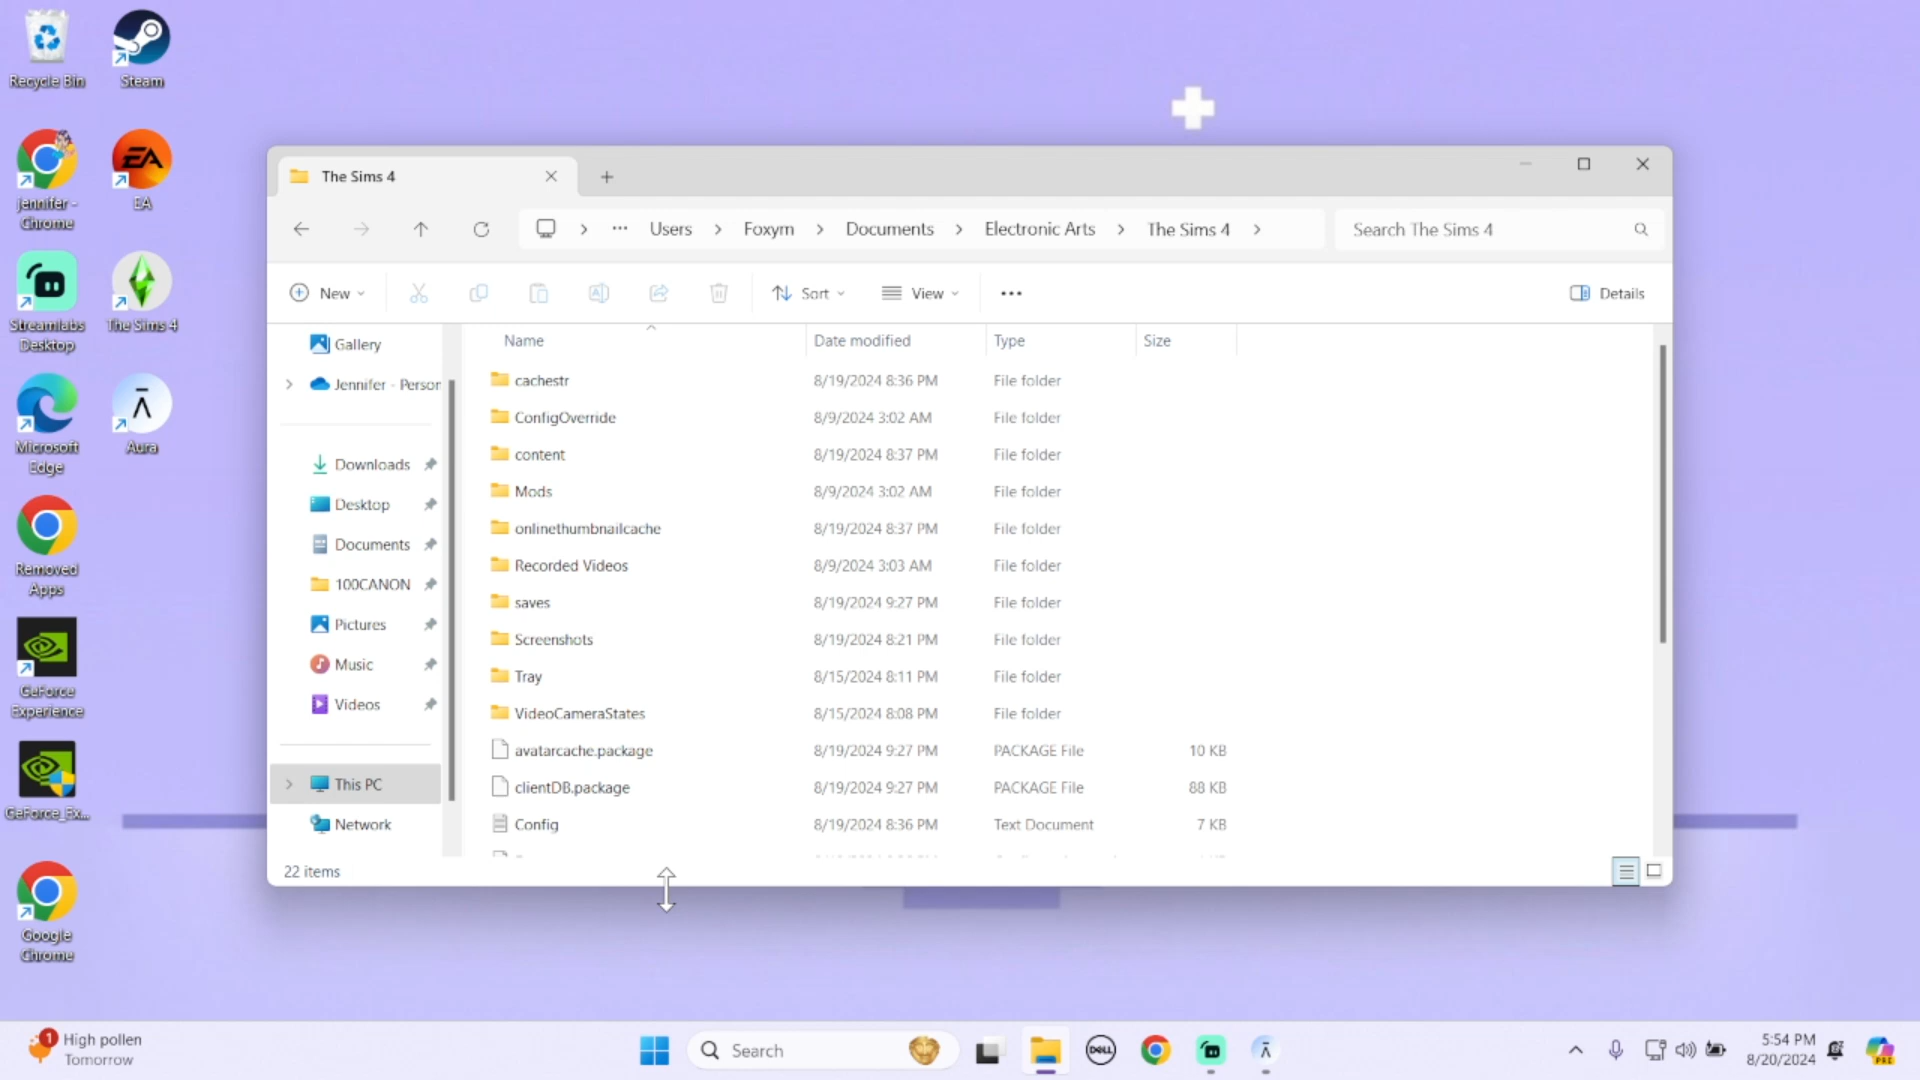 Recycle Bin
Steam
jennifer - Chrome
EA
Streamlabs Desktop
The Sims 4
Microsoft Edge
Aura
Removed Apps
GeForce Experience
GeForce_Ex...
Google Chrome
The Sims 4
Users
Foxym
Documents
Electronic Arts
The Sims 4
Search The Sims 4
New
Sort
View
Details
Gallery
Jennifer - Person
Downloads
Desktop
Documents
100CANON
Pictures
Music
Videos
This PC
Network
Name Date modified Type Size
cachestr 8/19/2024 8:36 PM File folder
ConfigOverride 8/9/2024 3:02 AM File folder
content 8/19/2024 8:37 PM File folder
Mods 8/9/2024 3:02 AM File folder
onlinethumbnailcache 8/19/2024 8:37 PM File folder
Recorded Videos 8/9/2024 3:03 AM File folder
saves 8/19/2024 9:27 PM File folder
Screenshots 8/19/2024 8:21 PM File folder
Tray 8/15/2024 8:11 PM File folder
VideoCameraStates 8/15/2024 8:08 PM File folder
avatarcache.package 8/19/2024 9:27 PM PACKAGE File 10 KB
clientDB.package 8/19/2024 9:27 PM PACKAGE File 88 KB
Config 8/19/2024 8:36 PM Text Document 7 KB
22 items
1
High pollen
Tomorrow
Search
DELL
5:54 PM
8/20/2024
PRE